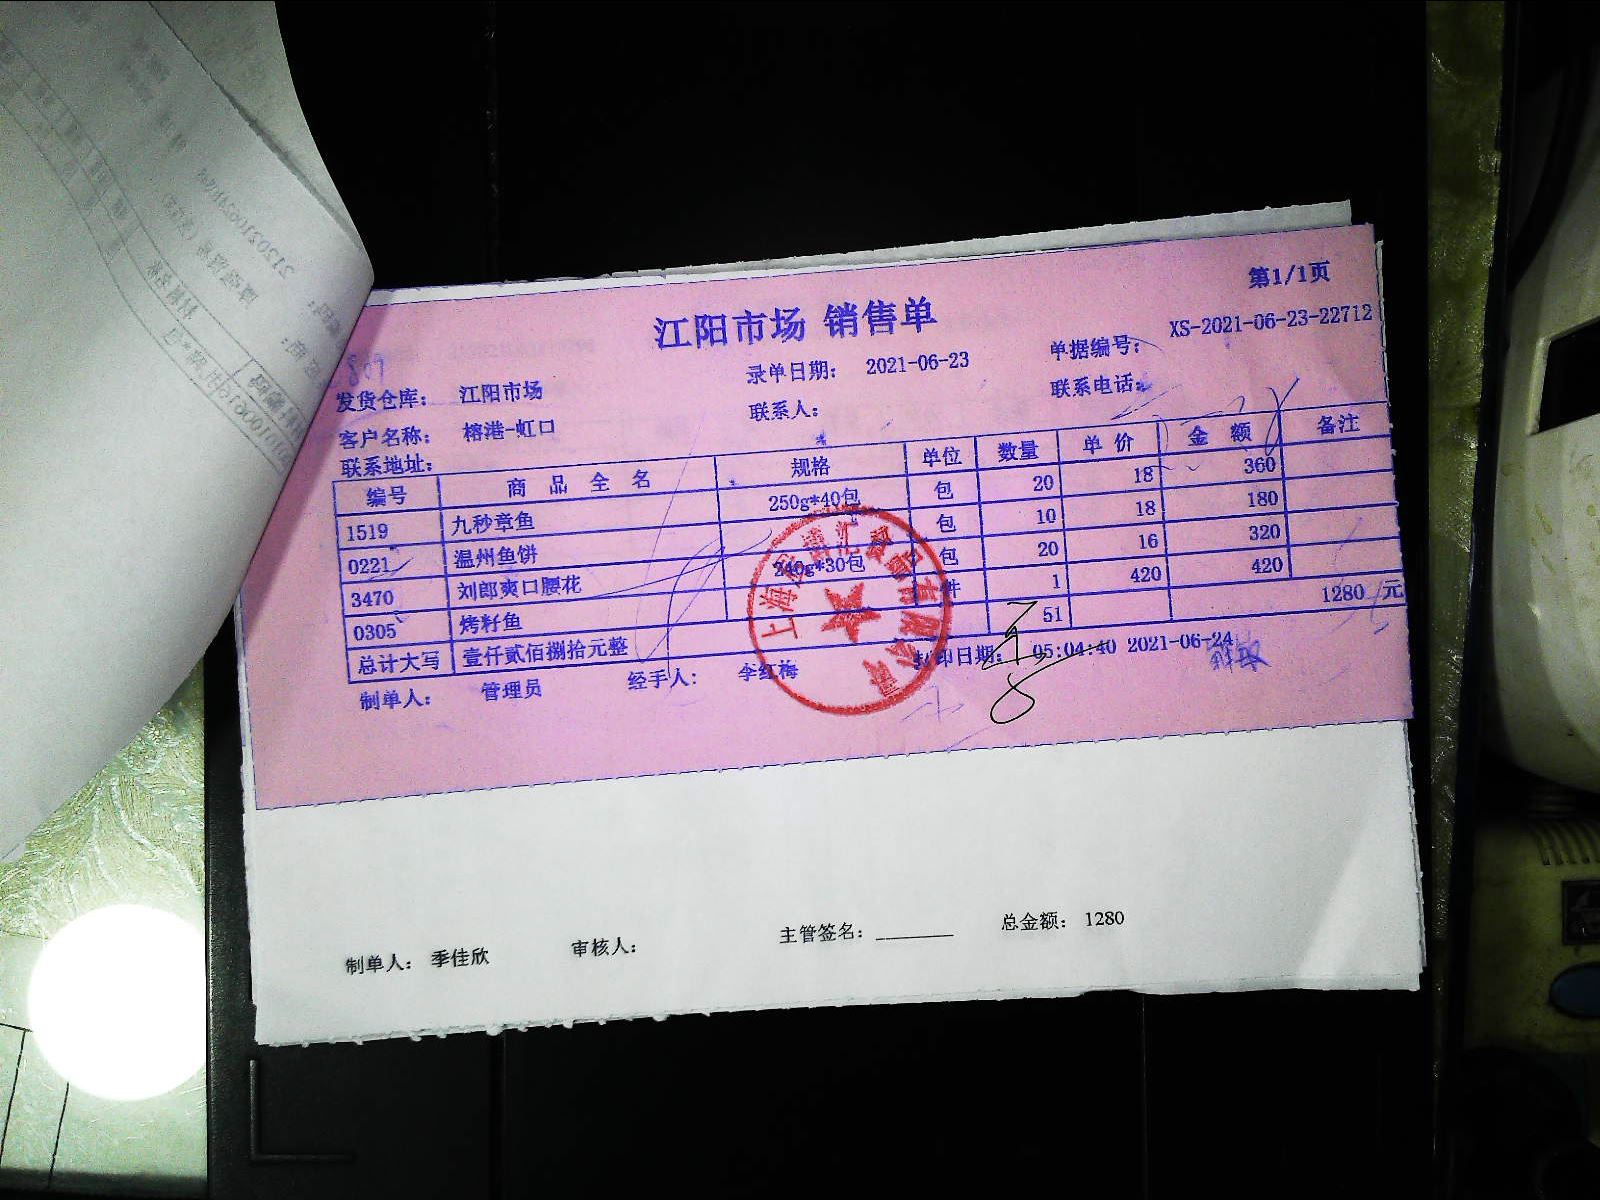 第1/1页
江阳市场 销售单
录单日期: 2021-06-23 单据编号: XS-2021-06-23-22712
发货仓库: 江阳市场 联系人: 联系电话:
客户名称: 榕港-虹口
联系地址:
编号 商品全名 规格 单位 数量 单价 金额 备注
1519 九秒章鱼 250g*40包 包 20 18 360
0221 温州鱼饼 包 10 18 180
3470 刘郎爽口腰花 240g*30包 包 20 16 320
0305 烤籽鱼 件 1 420 420
总计大写 壹仟贰佰捌拾元整 51 1280 元
制单人: 管理员 经手人: 李红梅 打印日期: 05:04:40 2021-06-24
制单人: 季佳欣 审核人: 主管签名: ________ 总金额: 1280